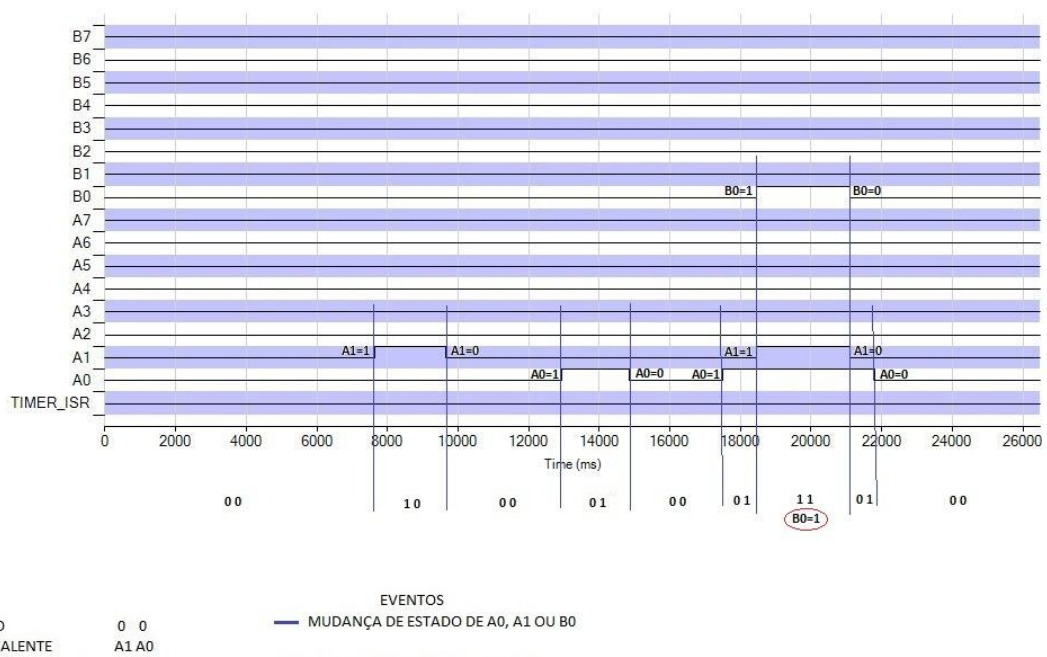 B7
B6
B5
B4
B3
B2
B1
B0 B0=1 B0=0
A7
A6
A5
A4
A3
A2
A1 A1=1 A1=0 A1=1 A1=0
A0 A0=1 A0=0 A0=1 A0=0
TIMER_ISR
0 2000 4000 6000 8000 10000 12000 14000 16000 18000 20000 22000 24000 26000
Time (ms)
0 0 1 0 0 0 0 1 0 0 0 1 1 1 0 1 0 0
B0=1
EVENTOS
O 0 0 MUDANÇA DE ESTADO DE A0, A1 OU B0
ALENTE A1 A0